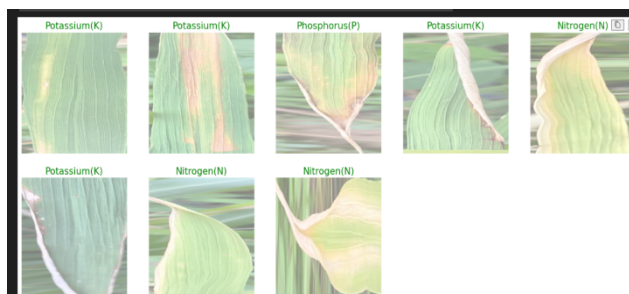 Potassium(K) Potassium(K) Phosphorus(P) Potassium(K) Nitrogen(N)
Potassium(K) Nitrogen(N) Nitrogen(N)